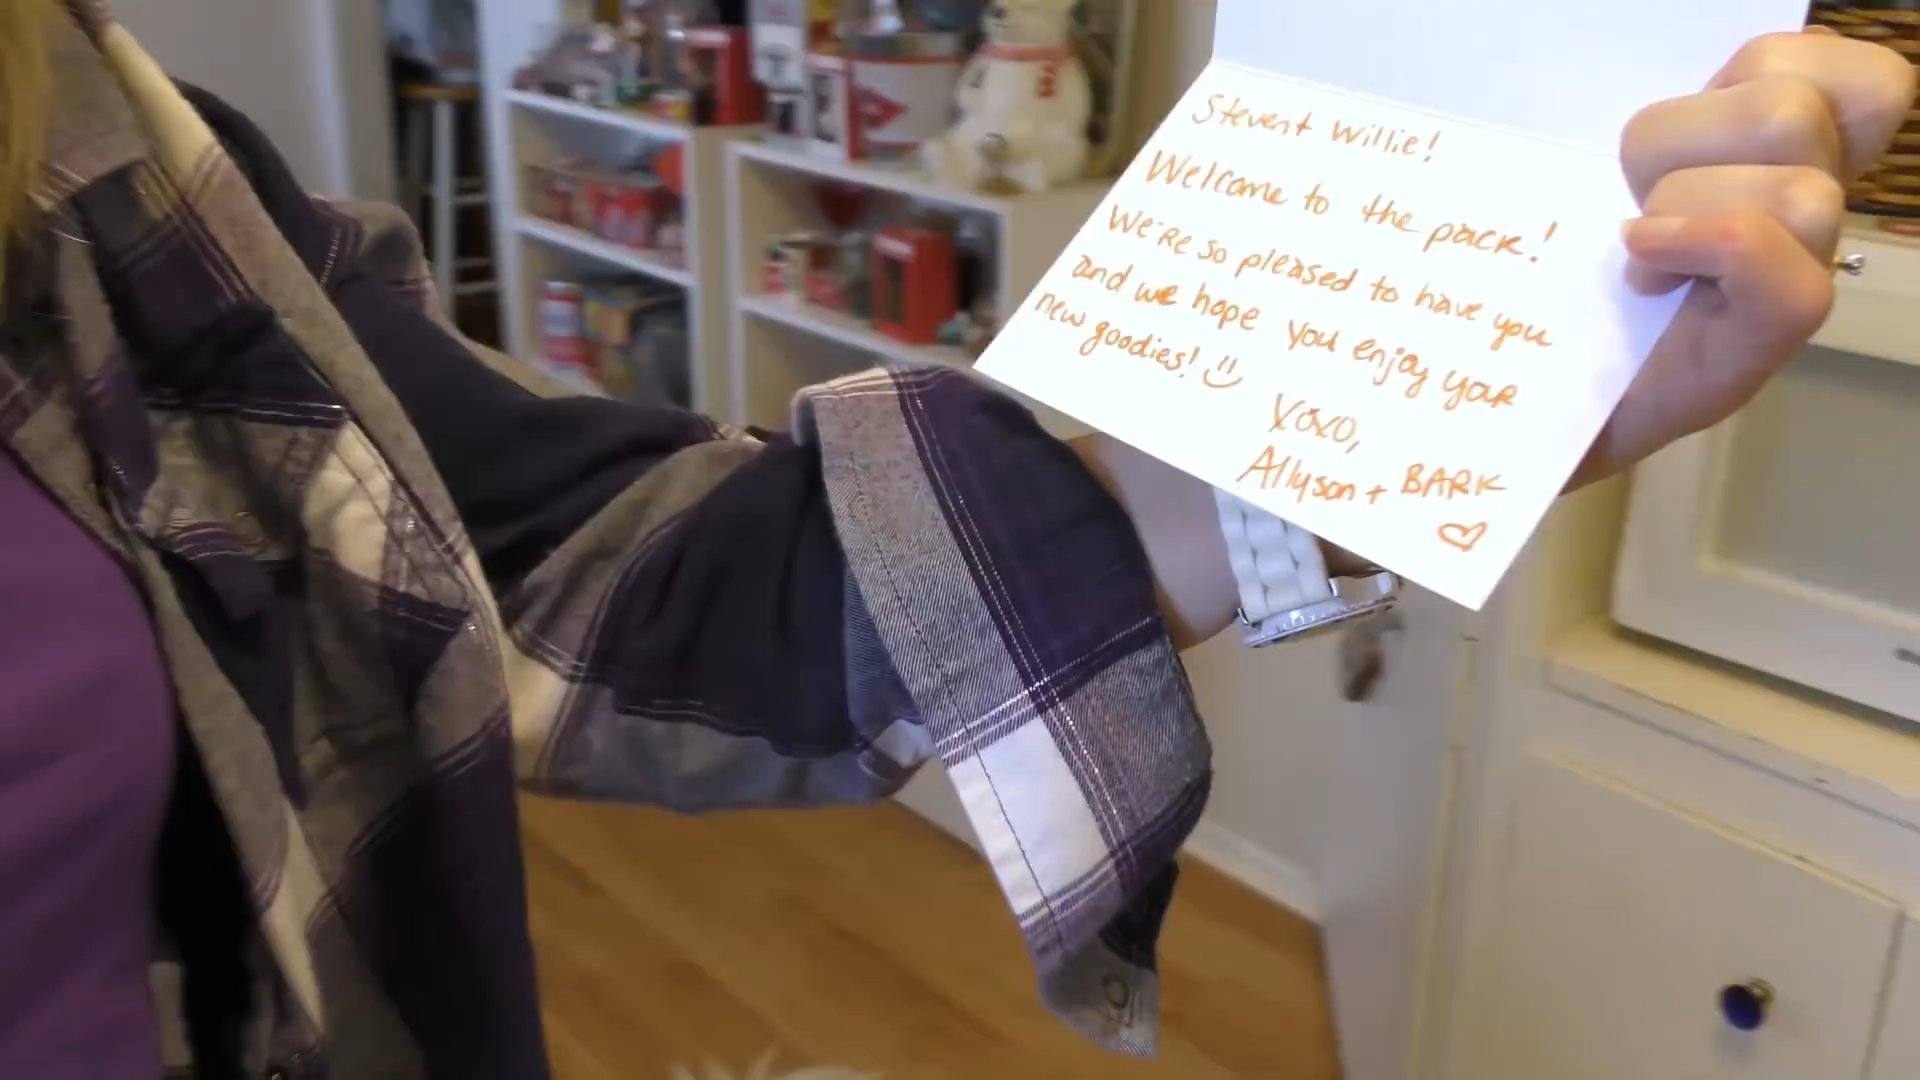 Steven + Willie!
Welcome to the pack!
We're so pleased to have you
and we hope you enjoy your
new goodies! :)
XOXO,
Allyson + BARK
♡